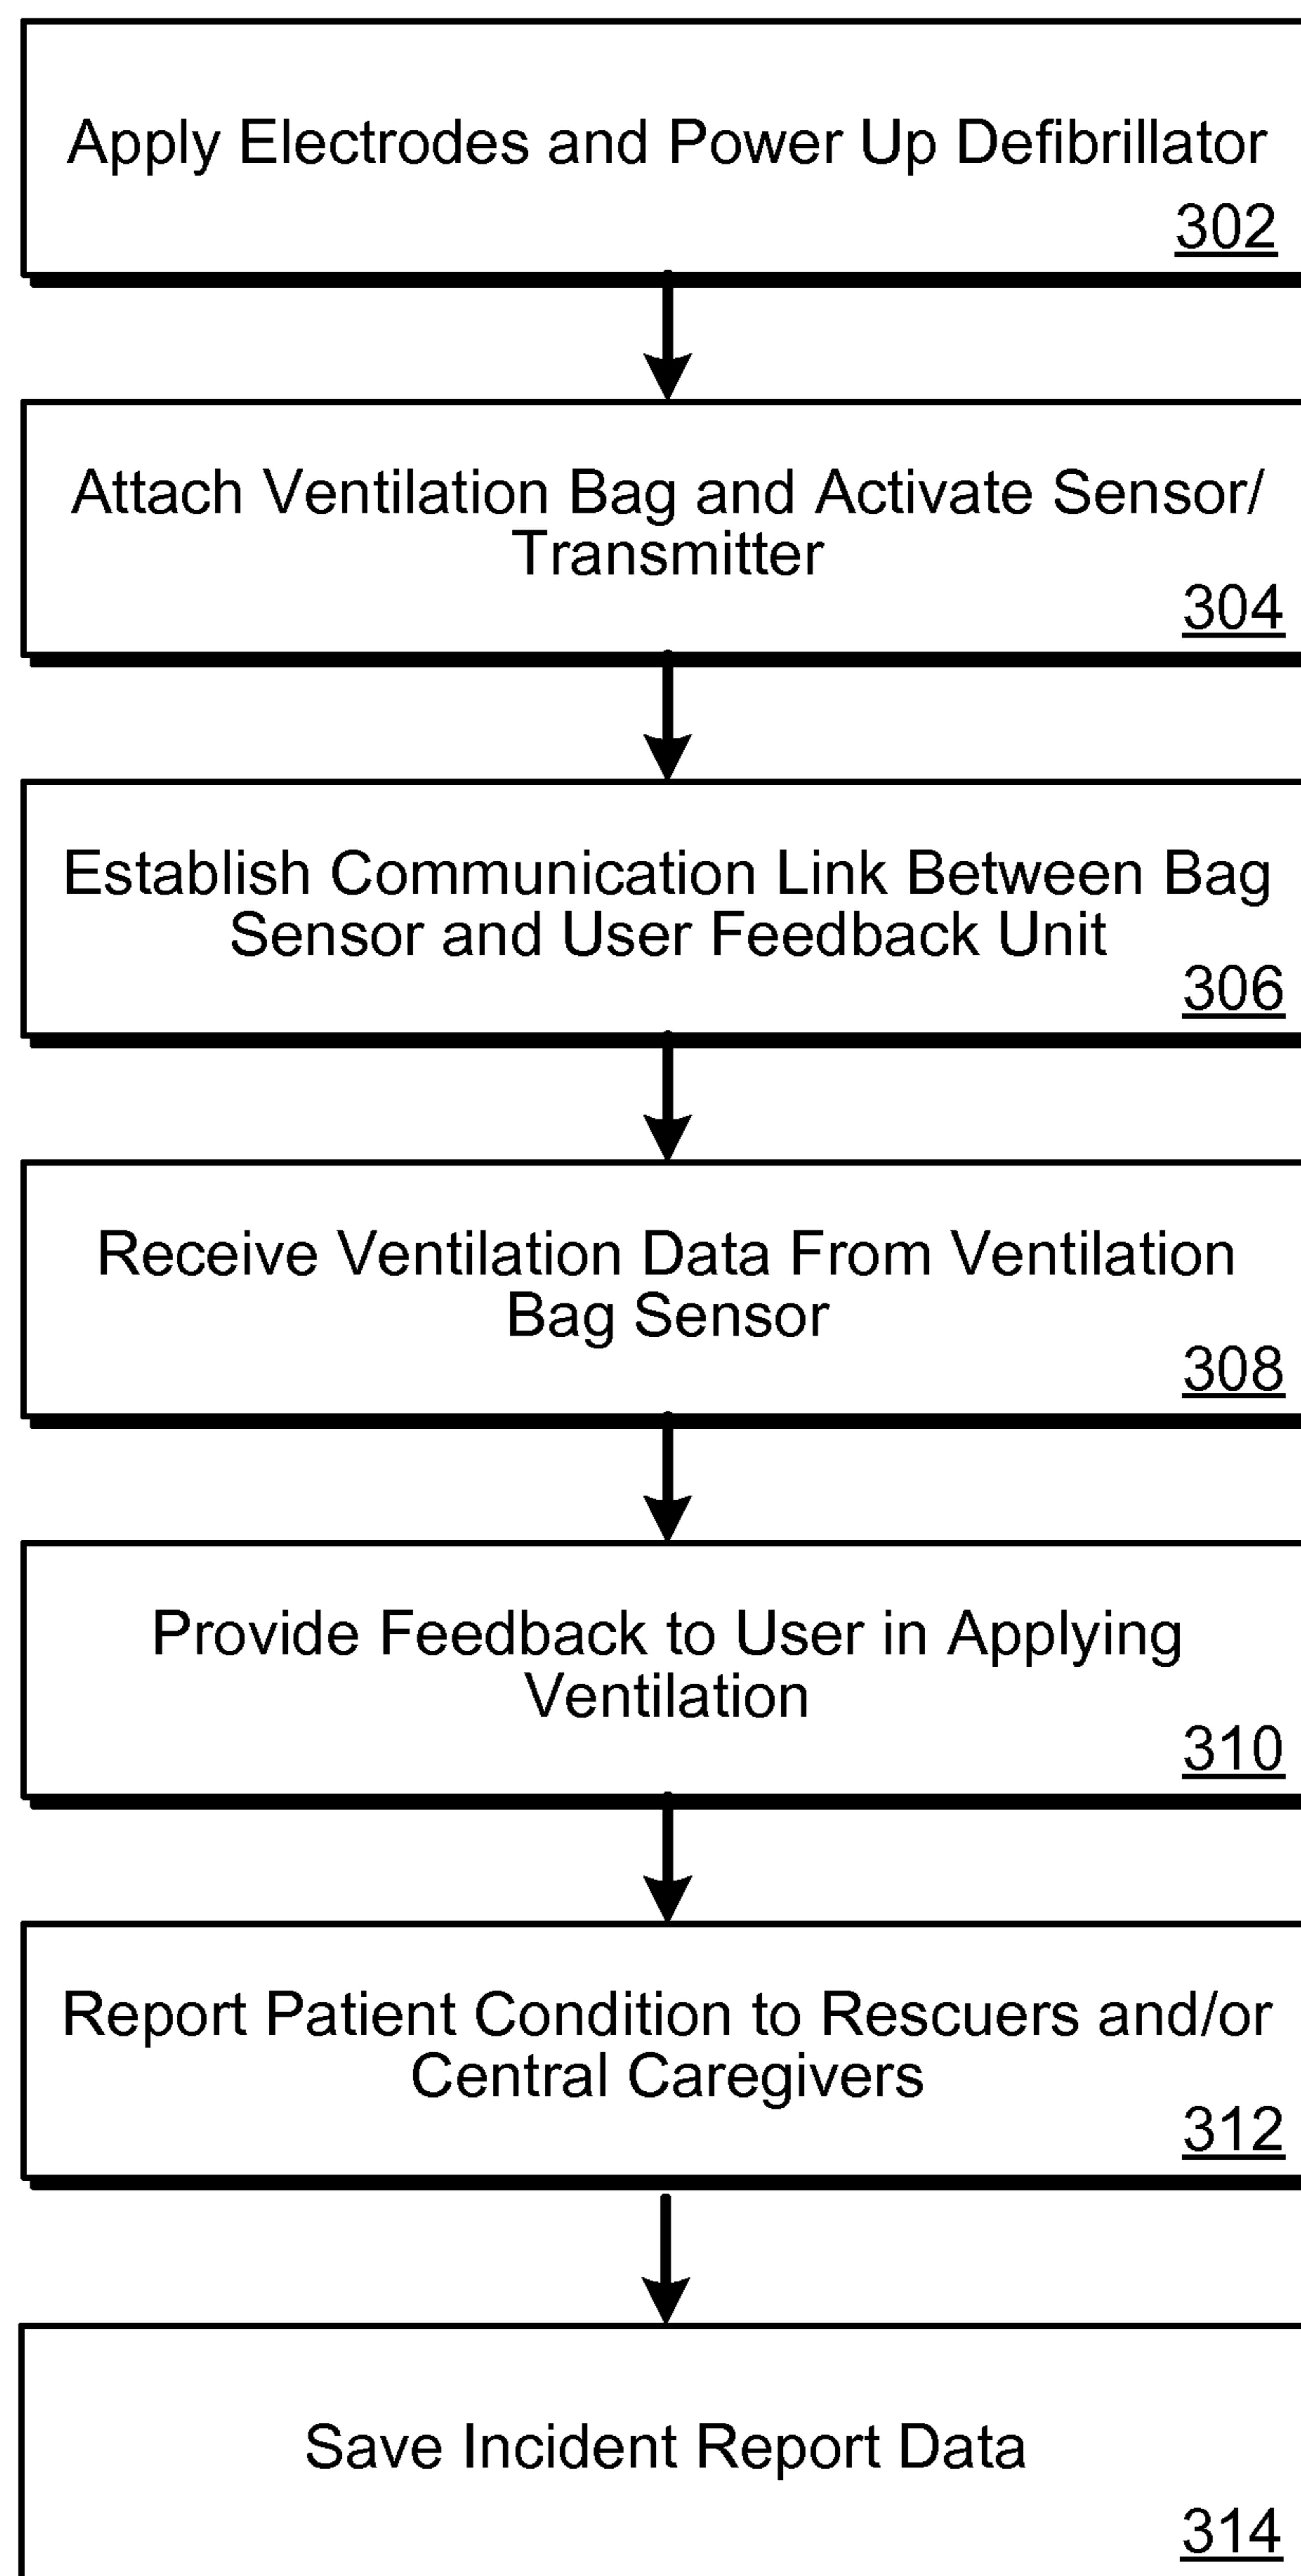 Apply Electrodes and Power Up Defibrillator
302
Attach Ventilation Bag and Activate Sensor/
Transmitter
304
Establish Communication Link Between Bag
Sensor and User Feedback Unit
306
Receive Ventilation Data From Ventilation
Bag Sensor
308
Provide Feedback to User in Applying
Ventilation
310
Report Patient Condition to Rescuers and/or
Central Caregivers
312
Save Incident Report Data
314